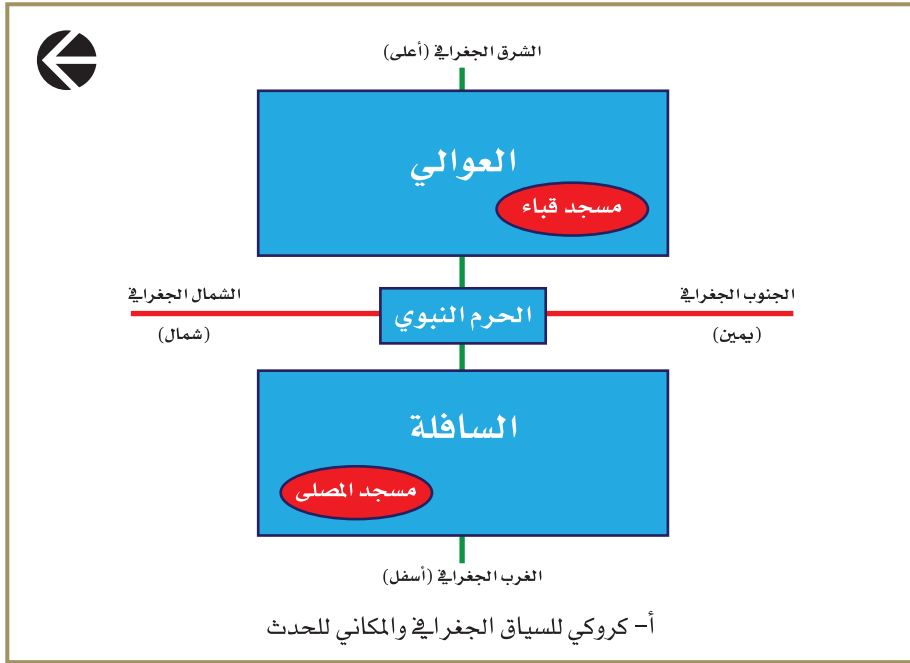 الشرق الجغرافي (أعلى)
العوالي
مسجد قباء
الجنوب الجغرافي
(يمين)
الحرم النبوي
الشمال الجغرافي
(شمال)
السافلة
مسجد المصلى
الغرب الجغرافي (أسفل)
أ- كروكي للسياق الجغرافي والمكاني للحدث